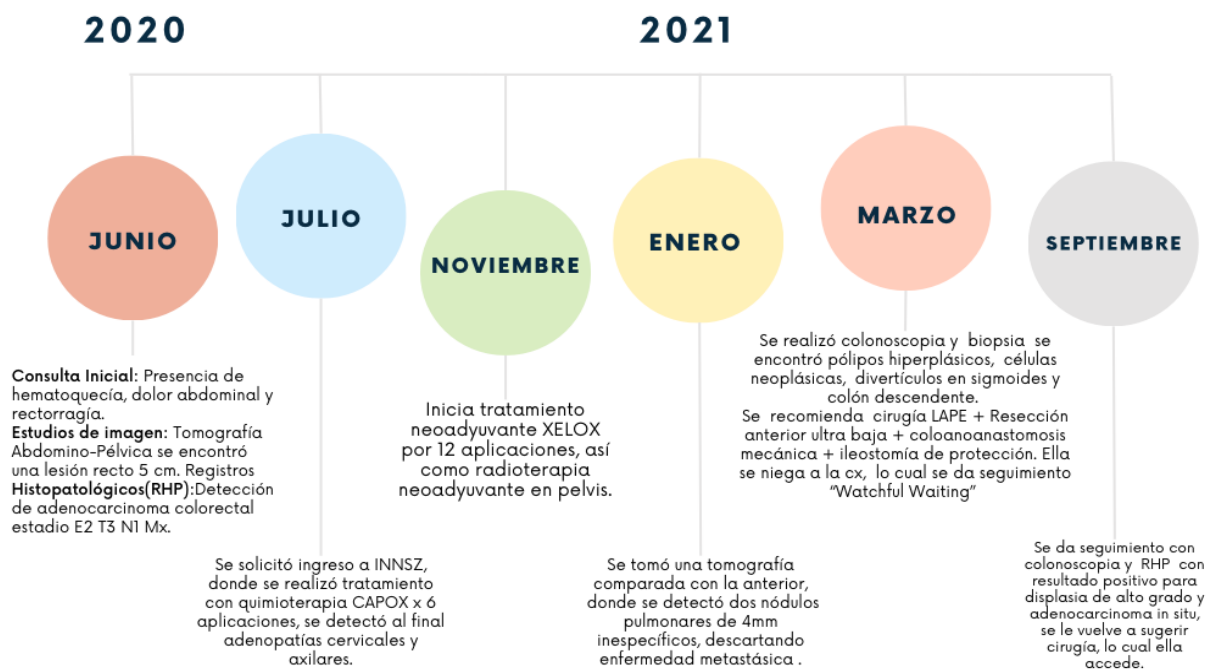 2020
2021
JUNIO
JULIO
NOVIEMBRE
ENERO
MARZO
SEPTIEMBRE
Consulta Inicial: Presencia de
hematoquecía, dolor abdominal y
rectorragía.
Estudios de imagen: Tomografía
Abdomino-Pélvica se encontró
una lesión recto 5 cm. Registros
Histopatológicos(RHP):Detección
de adenocarcinoma colorectal
estadio E2 T3 N1 Mx.
Se solicitó ingreso a INNSZ,
donde se realizó tratamiento
con quimioterapia CAPOX x 6
aplicaciones, se detectó al final
adenopatías cervicales y
axilares.
Inicia tratamiento
neoadyuvante XELOX
por 12 aplicaciones, así
como radioterapia
neoadyuvante en pelvis.
Se tomó una tomografía
comparada con la anterior,
donde se detectó dos nódulos
pulmonares de 4mm
inespecíficos, descartando
enfermedad metastásica .
Se realizó colonoscopia y biopsia se
encontró pólipos hiperplásicos, células
neoplásicas, divertículos en sigmoides y
colón descendente.
Se recomienda cirugía LAPE + Resección
anterior ultra baja + coloanoanastomosis
mecánica + ileostomía de protección. Ella
se niega a la cx, lo cual se da seguimiento
“Watchful Waiting”
Se da seguimiento con
colonoscopia y RHP con
resultado positivo para
displasia de alto grado y
adenocarcinoma in situ,
se le vuelve a sugerir
cirugía, lo cual ella
accede.